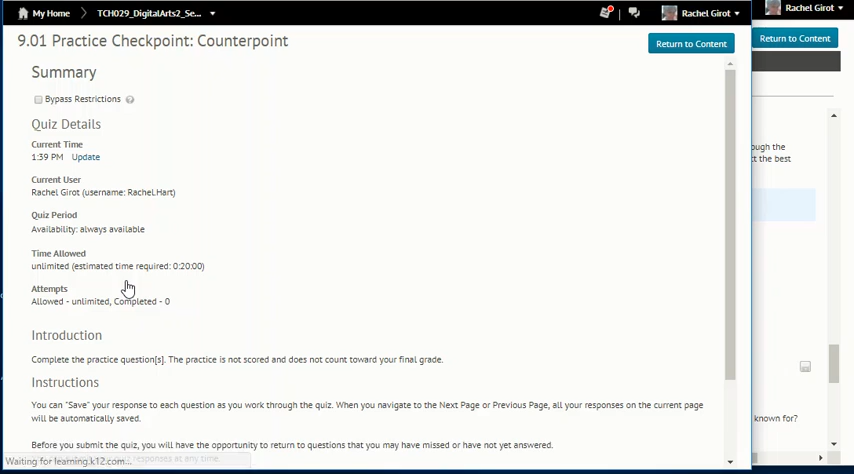 My Home
TCH029_DigitalArts2_Se...
Rachel Girot
Rachel Girot
9.01 Practice Checkpoint: Counterpoint
Return to Content
Return to Content
Summary
Bypass Restrictions
Quiz Details
Current Time
1:39 PM Update
Current User
Rachel Girot (username: Rachel.Hart)
Quiz Period
Availability: always available
Time Allowed
unlimited (estimated time required: 0:20:00)
Attempts
Allowed - unlimited, Completed - 0
Introduction
Complete the practice question[s]. The practice is not scored and does not count toward your final grade.
Instructions
You can "Save" your response to each question as you work through the quiz. When you navigate to the Next Page or Previous Page, all your responses on the current page
will be automatically saved.
Before you submit the quiz, you will have the opportunity to return to questions that you may have missed or have not yet answered.
responses at any time.
Waiting for learning.k12.com...
ough the
ct the best
known for?